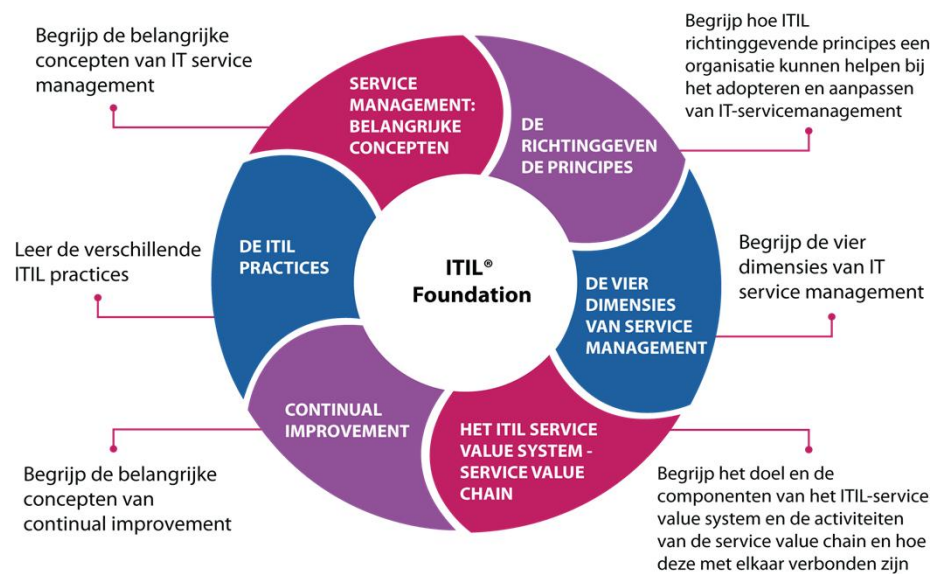 Begrijp de belangrijke
concepten van IT service
management
SERVICE
MANAGEMENT:
BELANGRIJKE
CONCEPTEN
DE
RICHTINGGEVEN
DE PRINCIPES
Begrijp hoe ITIL
richtinggevende principes een
organisatie kunnen helpen bij
het adopteren en aanpassen
van IT-servicemanagement
Leer de verschillende
ITIL practices
DE ITIL
PRACTICES
ITIL®
Foundation
DE VIER
DIMENSIES
VAN SERVICE
MANAGEMENT
Begrijp de vier
dimensies van IT
service management
Begrijp de belangrijke
concepten van
continual improvement
CONTINUAL
IMPROVEMENT
HET ITIL SERVICE
VALUE SYSTEM -
SERVICE VALUE
CHAIN
Begrijp het doel en de
componenten van het ITIL-service
value system en de activiteiten
van de service value chain en hoe
deze met elkaar verbonden zijn